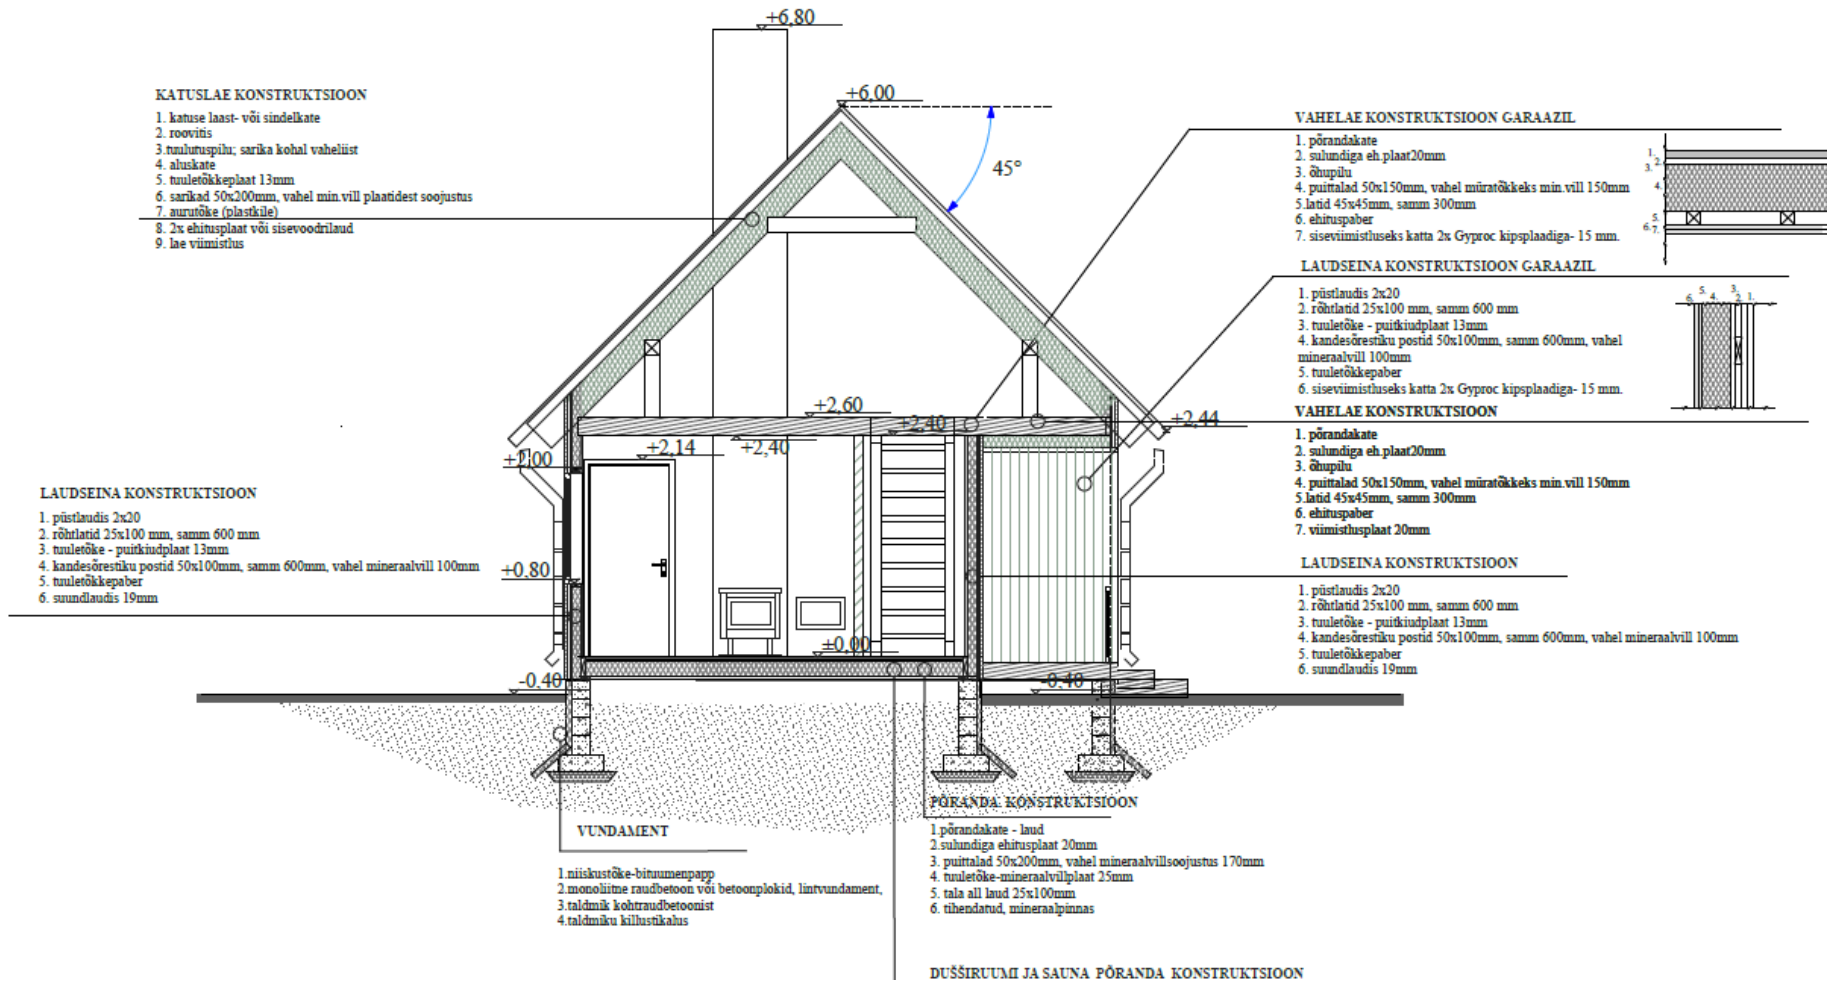 +6,80
+6,00
45°
KATUSLAE KONSTRUKTSIOON
1. katuse laast- või sindelkate
2. roovitis
3.tuulutuspilu; sarika kohal vaheliist
4. aluskate
5. tuuletõkkeplaat 13mm
6. sarikad 50x200mm, vahel min.vill plaatidest soojustus
7. aurutõke (plastkile)
8. 2x ehitusplaat või sisevoodrilaud
9. lae viimistlus
VAHELAE KONSTRUKTSIOON GARAAZIL
1. põrandakate
2. sulundiga eh.plaat20mm
3. õhupilu
4. puittalad 50x150mm, vahel müratõkkeks min.vill 150mm
5.latid 45x45mm, samm 300mm
6. ehituspaber
7. siseviimistluseks katta 2x Gyproc kipsplaadiga- 15 mm.
1.
2.
3.
4.
5.
6.
7.
LAUDSEINA KONSTRUKTSIOON GARAAZIL
1. püstlaudis 2x20
2. rõhtlatid 25x100 mm, samm 600 mm
3. tuuletõke - puitkiudplaat 13mm
4. kandesõrestiku postid 50x100mm, samm 600mm, vahel
mineraalvill 100mm
5. tuuletõkkepaber
6. siseviimistluseks katta 2x Gyproc kipsplaadiga- 15 mm.
6. 5. 4. 3. 2. 1.
VAHELAE KONSTRUKTSIOON
1. põrandakate
2. sulundiga eh.plaat20mm
3. õhupilu
4. puittalad 50x150mm, vahel müratõkkeks min.vill 150mm
5.latid 45x45mm, samm 300mm
6. ehituspaber
7. viimistlusplaat 20mm
+2,60
+2,40
+2,44
+2,14
+2,40
+2,00
+0,80
±0,00
-0,40
-0,40
LAUDSEINA KONSTRUKTSIOON
1. püstlaudis 2x20
2. rõhtlatid 25x100 mm, samm 600 mm
3. tuuletõke - puitkiudplaat 13mm
4. kandesõrestiku postid 50x100mm, samm 600mm, vahel mineraalvill 100mm
5. tuuletõkkepaber
6. suundlaudis 19mm
LAUDSEINA KONSTRUKTSIOON
1. püstlaudis 2x20
2. rõhtlatid 25x100 mm, samm 600 mm
3. tuuletõke - puitkiudplaat 13mm
4. kandesõrestiku postid 50x100mm, samm 600mm, vahel mineraalvill 100mm
5. tuuletõkkepaber
6. suundlaudis 19mm
VUNDAMENT
1.niiskustõke-bituumenpapp
2.monoliitne raudbetoon või betoonplokid, lintvundament,
3.taldmik kohtraudbetoonist
4.taldmiku killustikalus
PÕRANDA KONSTRUKTSIOON
1.põrandakate - laud
2.sulundiga ehitusplaat 20mm
3. puittalad 50x200mm, vahel mineraalvillsoojustus 170mm
4. tuuletõke-mineraalvillplaat 25mm
5. tala all laud 25x100mm
6. tihendatud, mineraalpinnas
DUŠŠIRUUMI JA SAUNA PÕRANDA KONSTRUKTSIOON